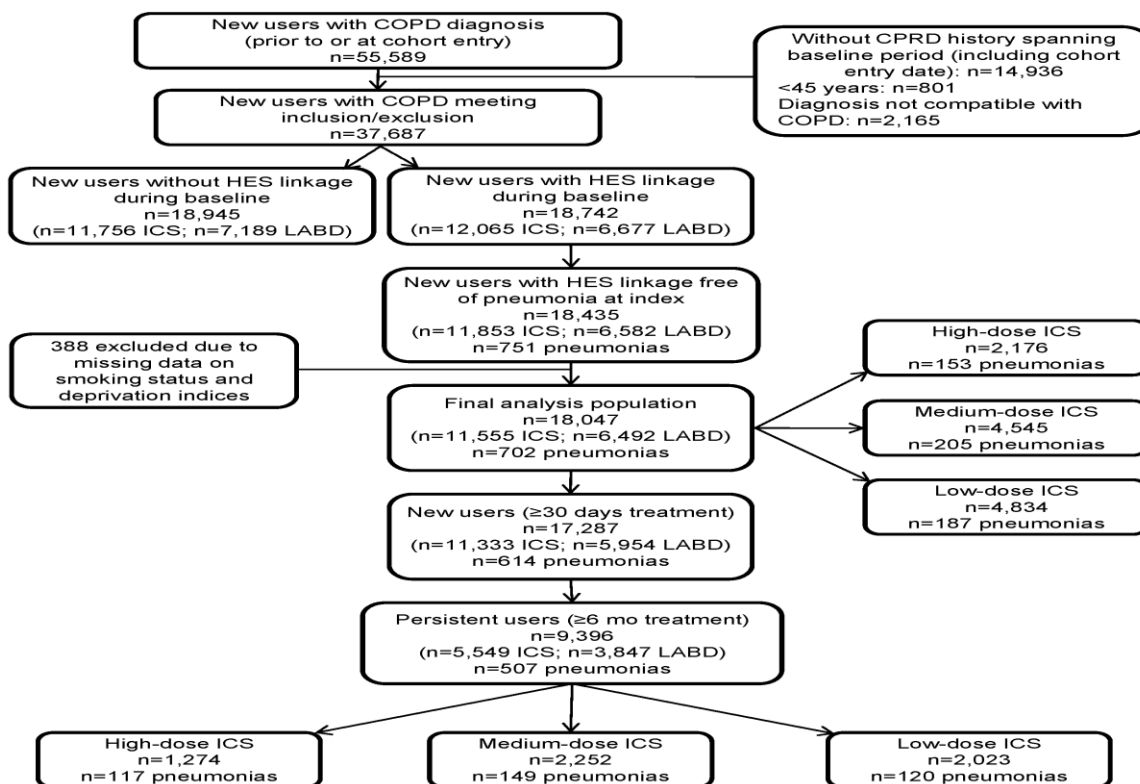 New users with COPD diagnosis
(prior to or at cohort entry)
n=55,589
Without CPRD history spanning
baseline period (including cohort
entry date): n=14,936
<45 years: n=801
Diagnosis not compatible with
COPD: n=2,165
New users with COPD meeting
inclusion/exclusion
n=37,687
New users without HES linkage
during baseline
n=18,945
(n=11,756 ICS; n=7,189 LABD)
New users with HES linkage
during baseline
n=18,742
(n=12,065 ICS; n=6,677 LABD)
New users with HES linkage free
of pneumonia at index
n=18,435
(n=11,853 ICS; n=6,582 LABD)
n=751 pneumonias
388 excluded due to
missing data on
smoking status and
deprivation indices
Final analysis population
n=18,047
(n=11,555 ICS; n=6,492 LABD)
n=702 pneumonias
High-dose ICS
n=2,176
n=153 pneumonias
Medium-dose ICS
n=4,545
n=205 pneumonias
Low-dose ICS
n=4,834
n=187 pneumonias
New users (≥30 days treatment)
n=17,287
(n=11,333 ICS; n=5,954 LABD)
n=614 pneumonias
Persistent users (≥6 mo treatment)
n=9,396
(n=5,549 ICS; n=3,847 LABD)
n=507 pneumonias
High-dose ICS
n=1,274
n=117 pneumonias
Medium-dose ICS
n=2,252
n=149 pneumonias
Low-dose ICS
n=2,023
n=120 pneumonias